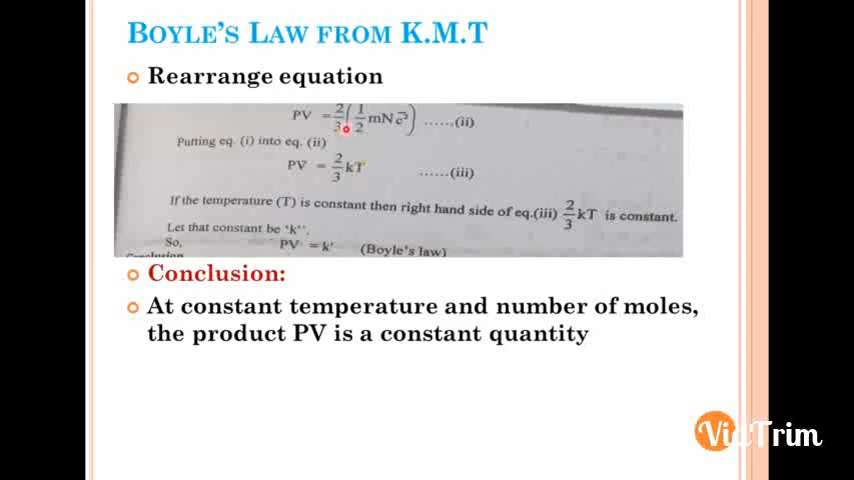 BOYLE'S LAW FROM K.M.T
Rearrange equation
PV = 2/3 (1/2 mN c̄²) ......(ii)
Putting eq. (i) into eq. (ii)
PV = 2/3 kT ......(iii)
If the temperature (T) is constant then right hand side of eq.(iii) 2/3 kT is constant.
Let that constant be 'k''.
So, PV = k' (Boyle's law)
Conclusion
Conclusion:
At constant temperature and number of moles,
the product PV is a constant quantity
VidTrim